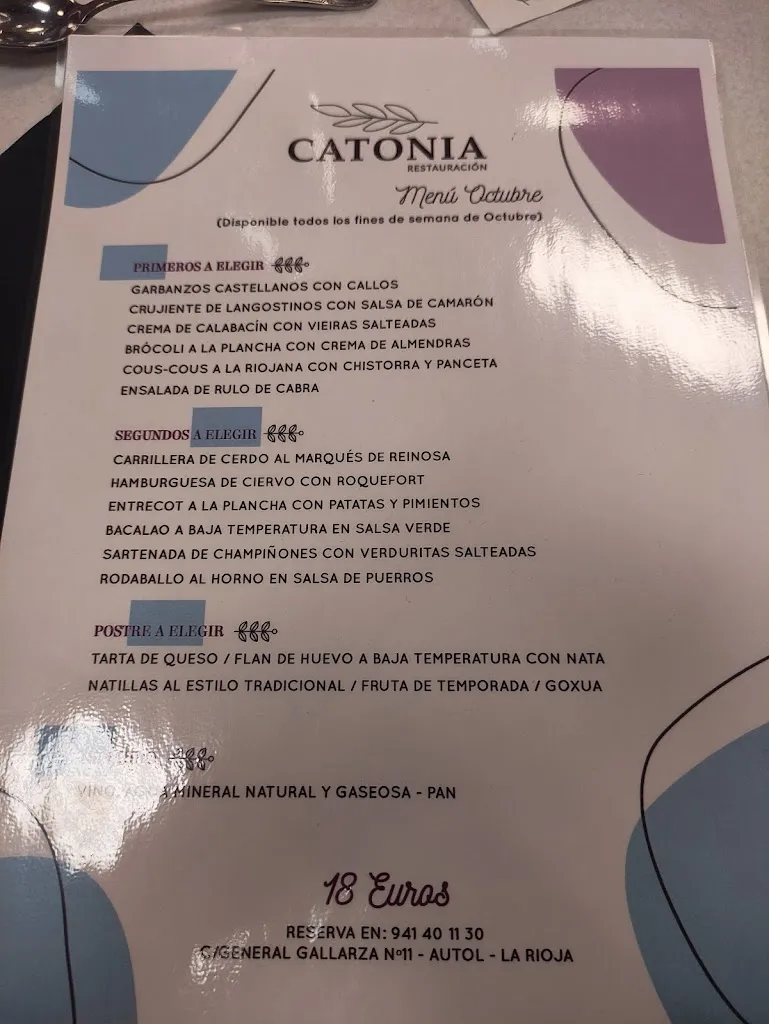 CATONIA
RESTAURACIÓN
Menú Octubre
(Disponible todos los fines de semana de Octubre)
PRIMEROS A ELEGIR
GARBANZOS CASTELLANOS CON CALLOS
CRUJIENTE DE LANGOSTINOS CON SALSA DE CAMARÓN
CREMA DE CALABACÍN CON VIEIRAS SALTEADAS
BRÓCOLI A LA PLANCHA CON CREMA DE ALMENDRAS
COUS-COUS A LA RIOJANA CON CHISTORRA Y PANCETA
ENSALADA DE RULO DE CABRA
SEGUNDOS A ELEGIR
CARRILLERA DE CERDO AL MARQUÉS DE REINOSA
HAMBURGUESA DE CIERVO CON ROQUEFORT
ENTRECOT A LA PLANCHA CON PATATAS Y PIMIENTOS
BACALAO A BAJA TEMPERATURA EN SALSA VERDE
SARTENADA DE CHAMPIÑONES CON VERDURITAS SALTEADAS
RODABALLO AL HORNO EN SALSA DE PUERROS
POSTRE A ELEGIR
TARTA DE QUESO / FLAN DE HUEVO A BAJA TEMPERATURA CON NATA
NATILLAS AL ESTILO TRADICIONAL / FRUTA DE TEMPORADA / GOXUA
VINO, AGUA MINERAL NATURAL Y GASEOSA - PAN
18 Euros
RESERVA EN: 941 40 11 30
C/GENERAL GALLARZA Nº11 - AUTOL - LA RIOJA